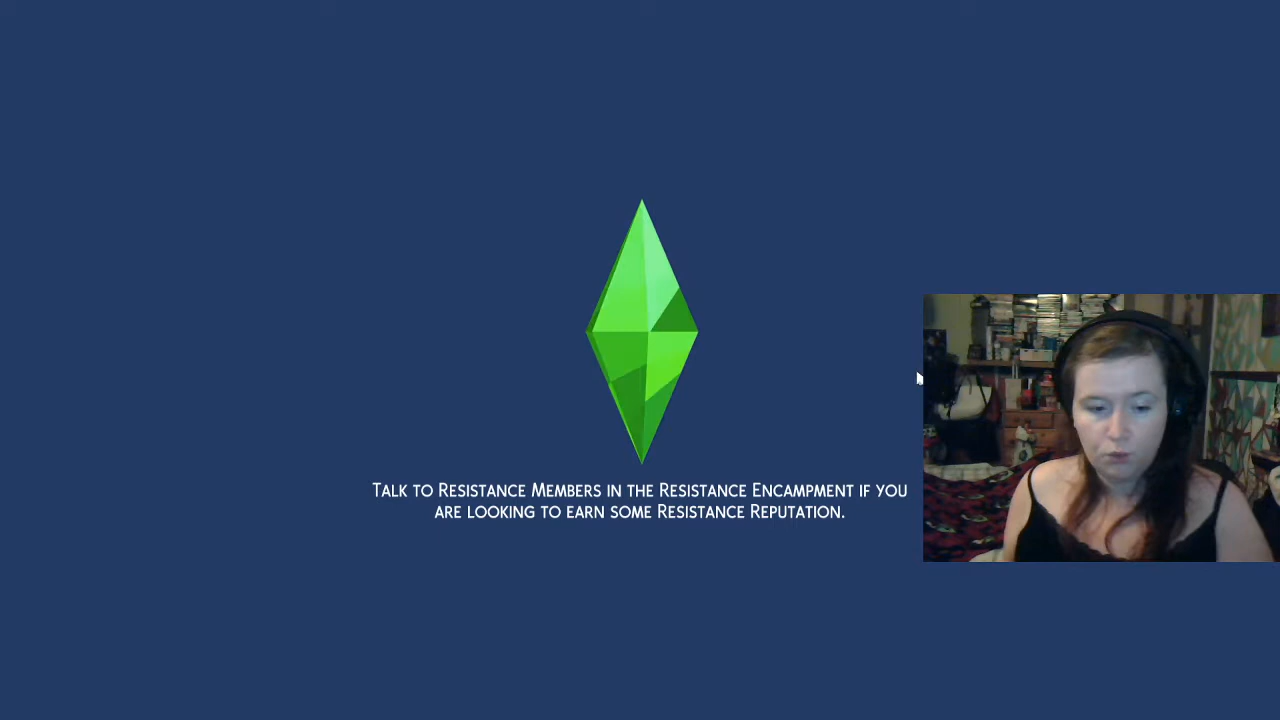 Talk to Resistance Members in the Resistance Encampment if you
are looking to earn some Resistance Reputation.